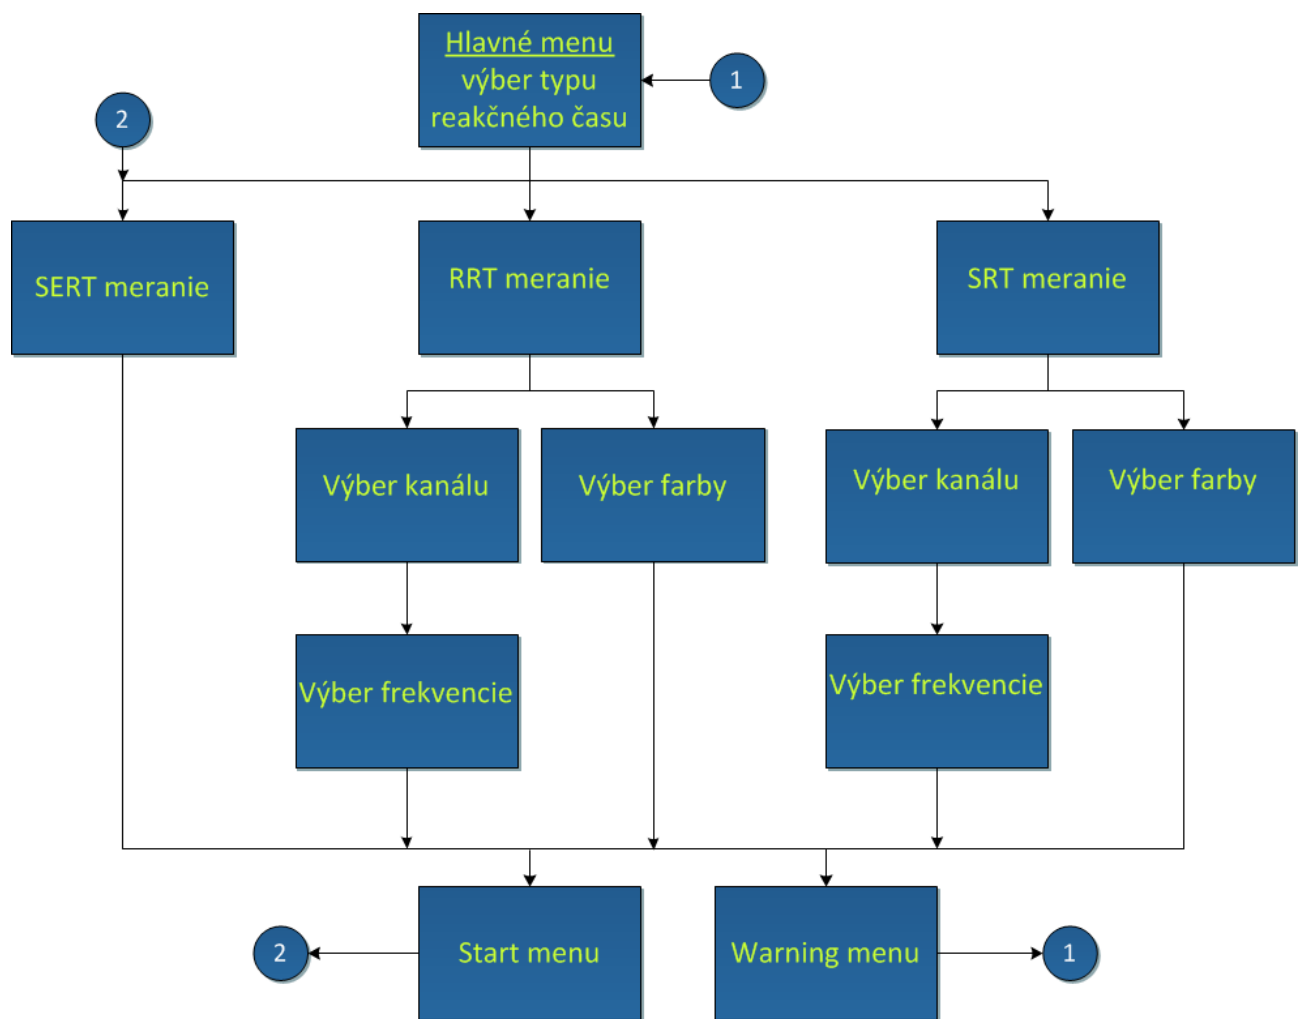 Hlavné menu
výber typu
reakčného času
1
2
SERT meranie
RRT meranie
SRT meranie
Výber kanálu
Výber farby
Výber kanálu
Výber farby
Výber frekvencie
Výber frekvencie
2
Start menu
Warning menu
1